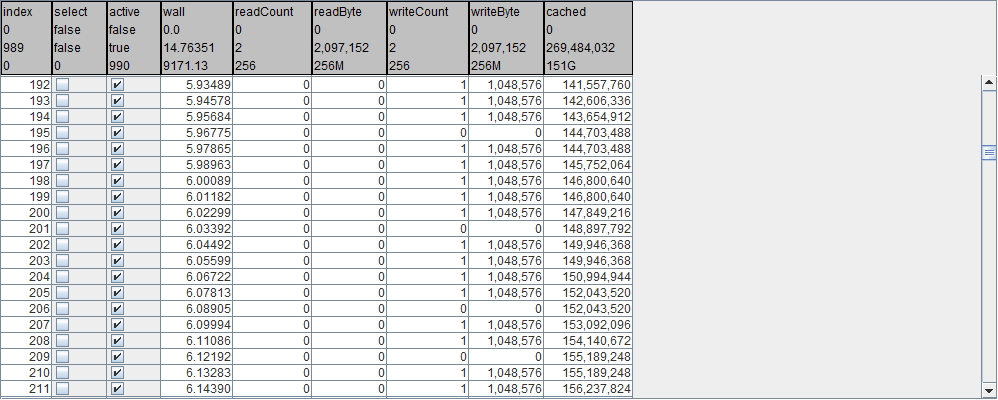 index select active wall readCount readByte writeCount writeByte cached
0 false false 0.0 0 0 0 0 0
989 false true 14.76351 2 2,097,152 2 2,097,152 269,484,032
0 0 990 9171.13 256 256M 256 256M 151G
192 5.93489 0 0 1 1,048,576 141,557,760
193 5.94578 0 0 1 1,048,576 142,606,336
194 5.95684 0 0 1 1,048,576 143,654,912
195 5.96775 0 0 0 0 144,703,488
196 5.97865 0 0 1 1,048,576 144,703,488
197 5.98963 0 0 1 1,048,576 145,752,064
198 6.00089 0 0 1 1,048,576 146,800,640
199 6.01182 0 0 1 1,048,576 146,800,640
200 6.02299 0 0 1 1,048,576 147,849,216
201 6.03392 0 0 0 0 148,897,792
202 6.04492 0 0 1 1,048,576 149,946,368
203 6.05599 0 0 1 1,048,576 149,946,368
204 6.06722 0 0 1 1,048,576 150,994,944
205 6.07813 0 0 1 1,048,576 152,043,520
206 6.08905 0 0 0 0 152,043,520
207 6.09994 0 0 1 1,048,576 153,092,096
208 6.11086 0 0 1 1,048,576 154,140,672
209 6.12192 0 0 0 0 155,189,248
210 6.13283 0 0 1 1,048,576 155,189,248
211 6.14390 0 0 1 1,048,576 156,237,824